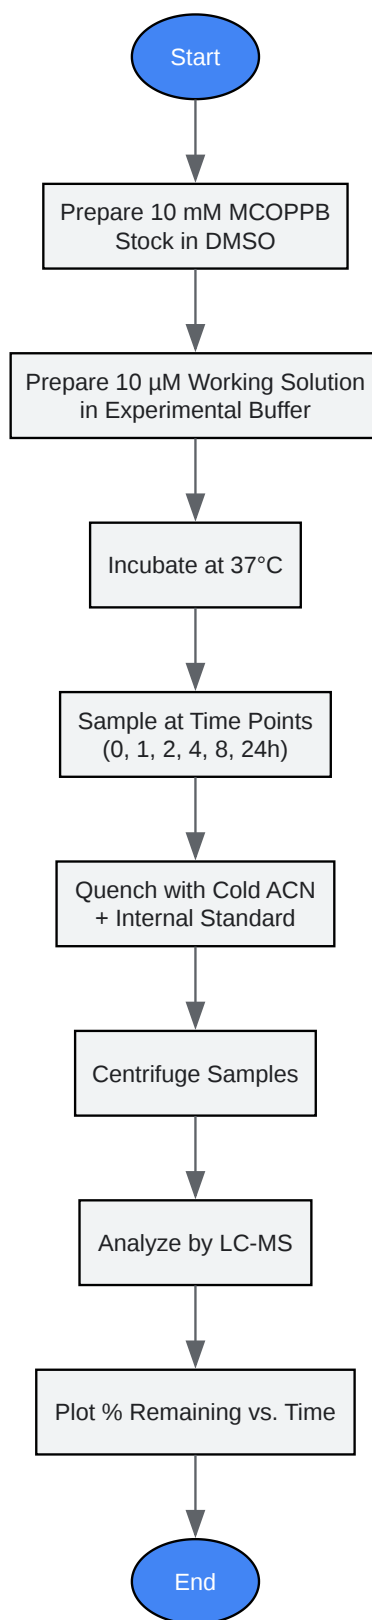 Start
Prepare 10 mM MCOPPB
Stock in DMSO
Prepare 10 µM Working Solution
in Experimental Buffer
Incubate at 37°C
Sample at Time Points
(0, 1, 2, 4, 8, 24h)
Quench with Cold ACN
+ Internal Standard
Centrifuge Samples
Analyze by LC-MS
Plot % Remaining vs. Time
End